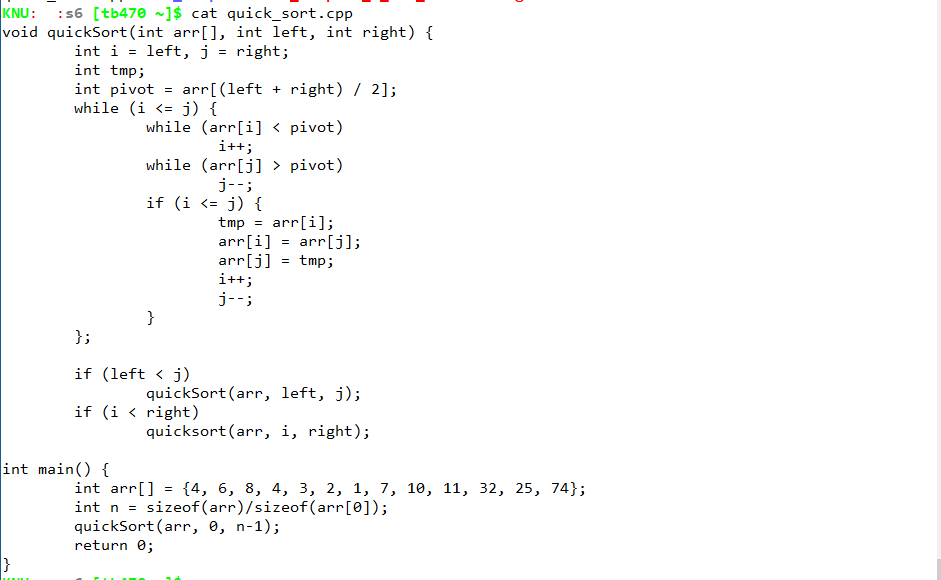 KNU: :s6 [tb470 ~]$ cat quick_sort.cpp
void quickSort(int arr[], int left, int right) {
        int i = left, j = right;
        int tmp;
        int pivot = arr[(left + right) / 2];
        while (i <= j) {
                while (arr[i] < pivot)
                        i++;
                while (arr[j] > pivot)
                        j--;
                if (i <= j) {
                        tmp = arr[i];
                        arr[i] = arr[j];
                        arr[j] = tmp;
                        i++;
                        j--;
                }
        };

        if (left < j)
                quickSort(arr, left, j);
        if (i < right)
                quicksort(arr, i, right);

int main() {
        int arr[] = {4, 6, 8, 4, 3, 2, 1, 7, 10, 11, 32, 25, 74};
        int n = sizeof(arr)/sizeof(arr[0]);
        quickSort(arr, 0, n-1);
        return 0;
}